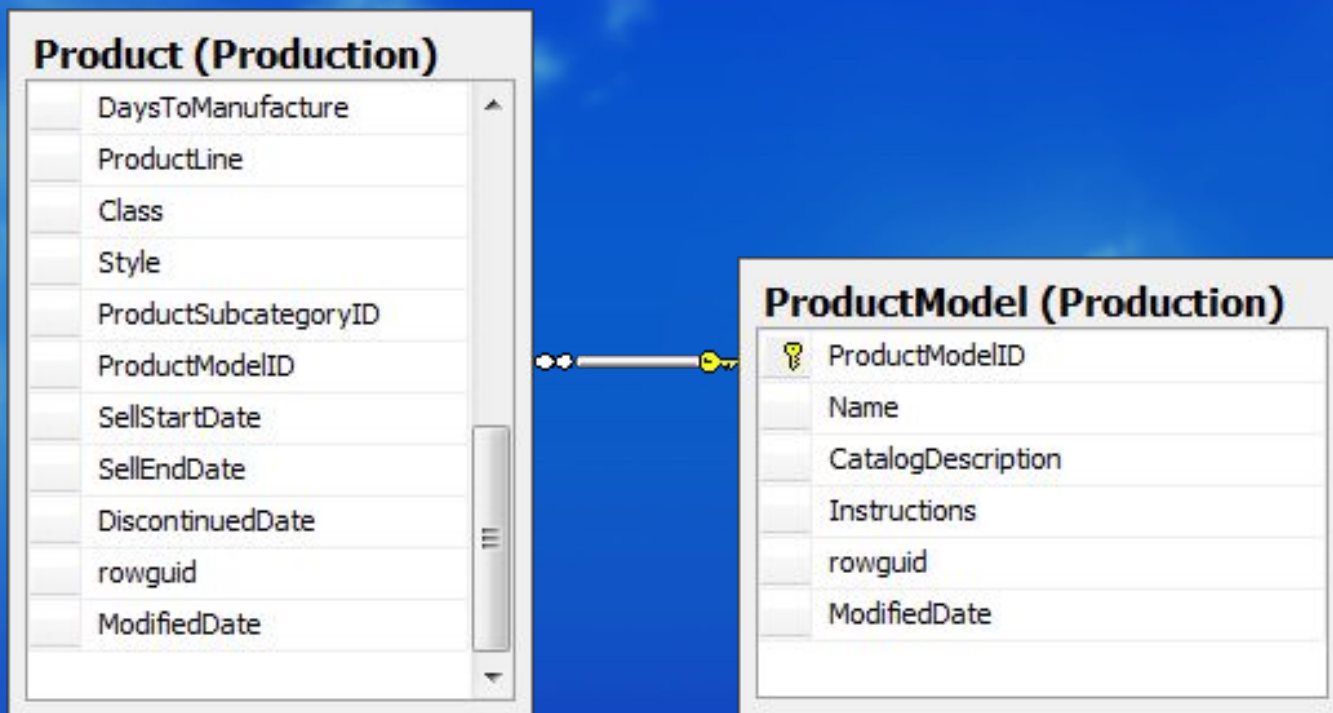 Product (Production)
DaysToManufacture
ProductLine
Class
Style
ProductSubcategoryID
ProductModelID
SellStartDate
SellEndDate
DiscontinuedDate
rowguid
ModifiedDate
ProductModel (Production)
ProductModelID
Name
CatalogDescription
Instructions
rowguid
ModifiedDate